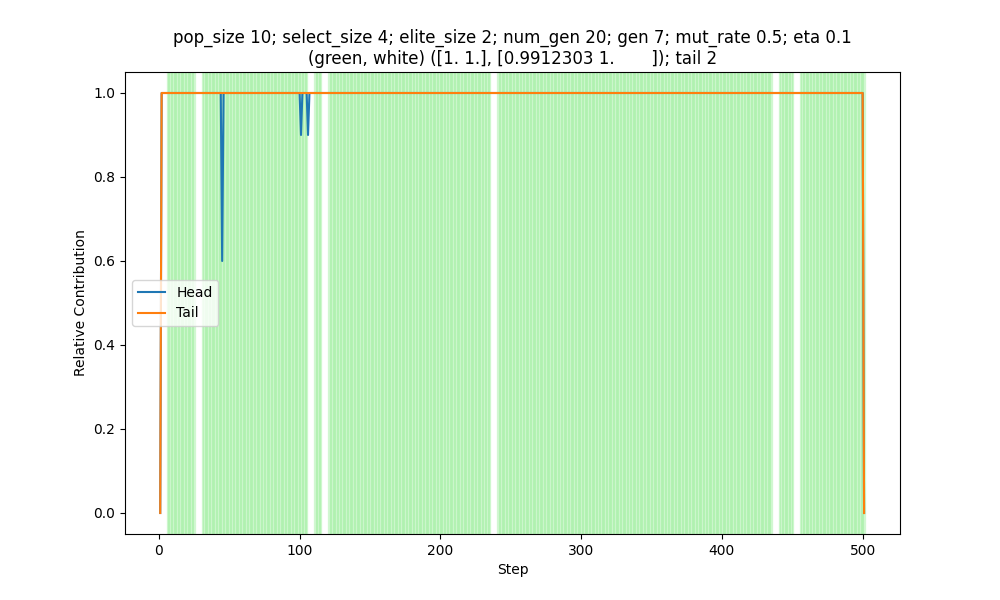 pop_size 10; select_size 4; elite_size 2; num_gen 20; gen 7; mut_rate 0.5; eta 0.1
(green, white) ([1. 1.], [0.9912303 1.       ]); tail 2
1.0
0.8
0.6
0.4
0.2
0.0
Relative Contribution
Head
Tail
0
100
200
300
400
500
Step